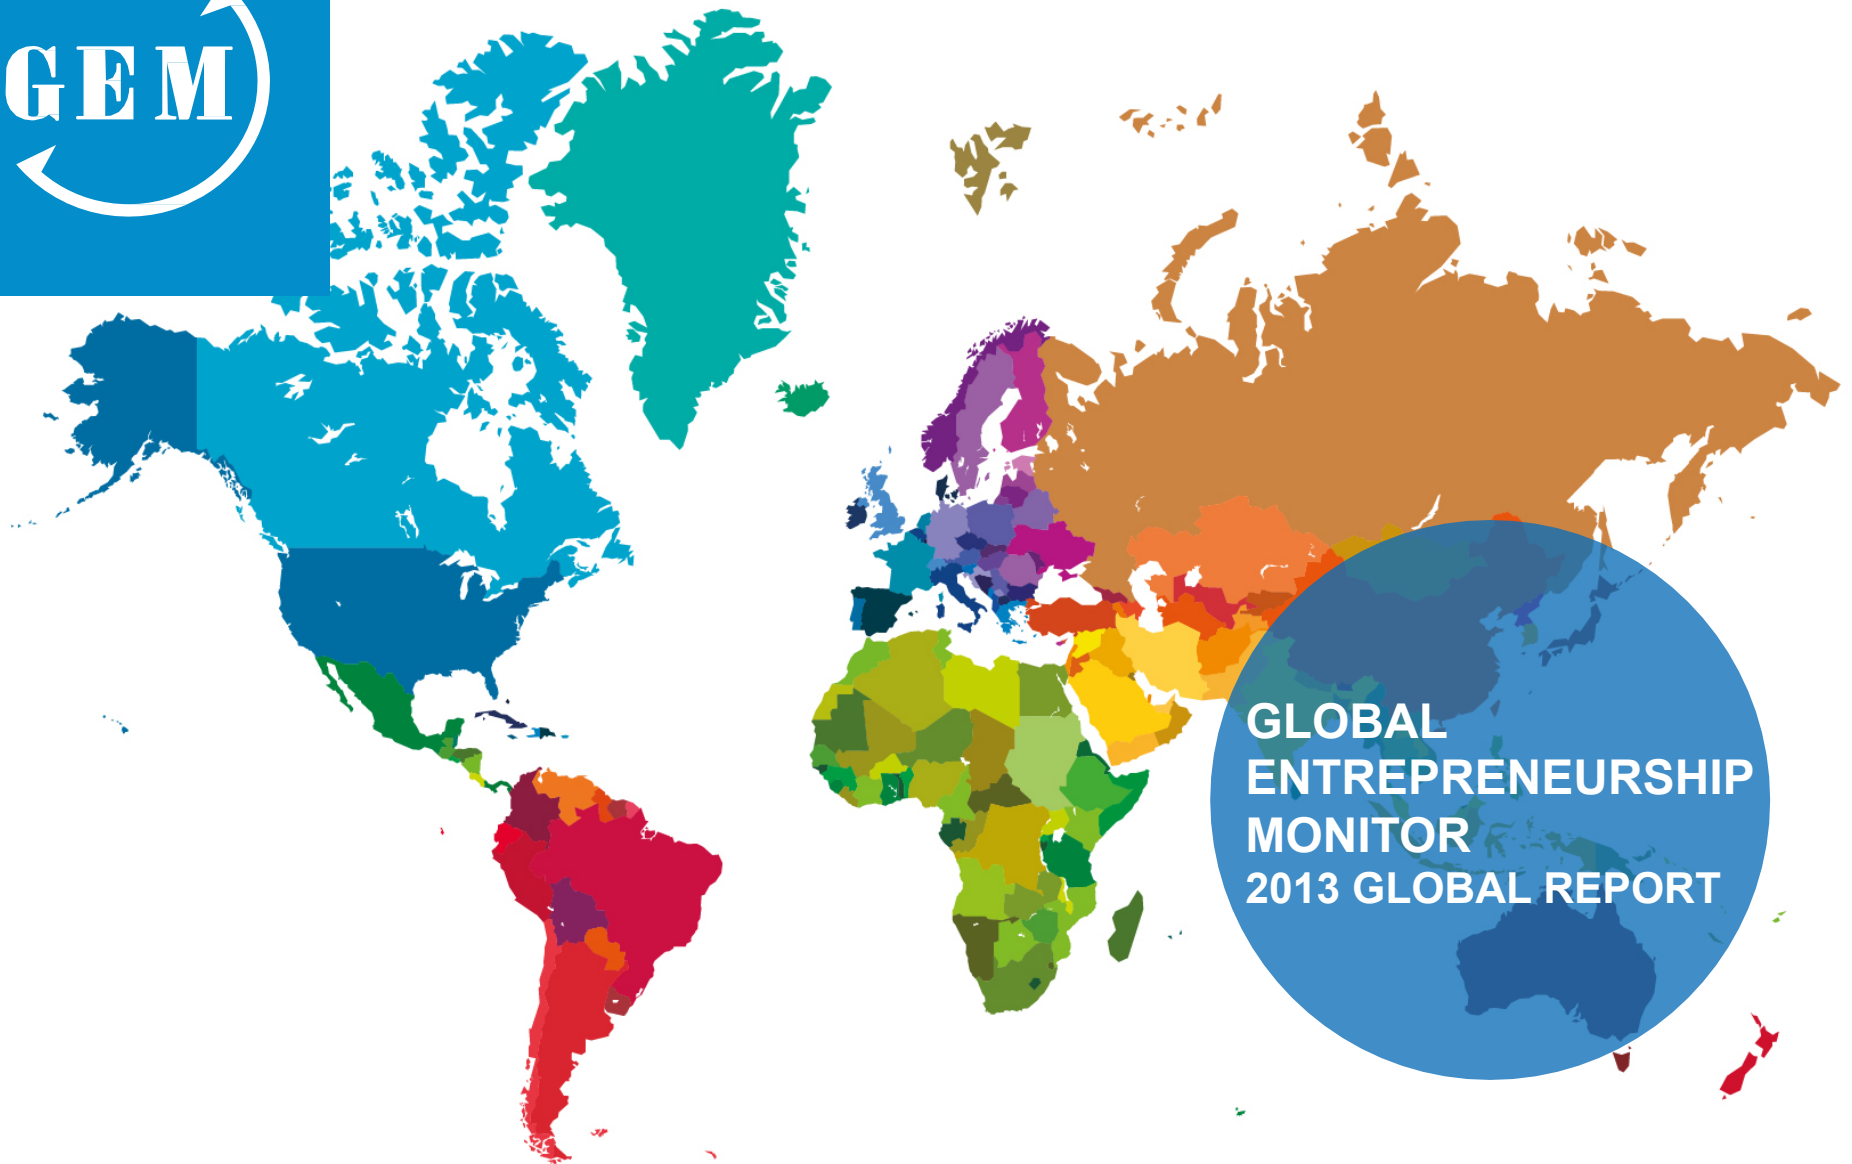 GEM
GLOBAL
ENTREPRENEURSHIP
MONITOR
2013 GLOBAL REPORT